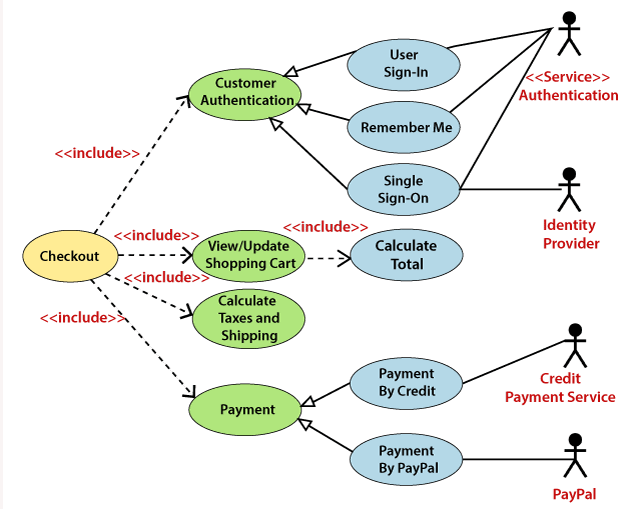 User
Sign-In
<<Service>>
Authentication
Customer
Authentication
Remember Me
<<include>>
Single
Sign-On
Identity
Provider
<<include>>
<<include>>
View/Update
Shopping Cart
Calculate
Total
Checkout
<<include>>
Calculate
Taxes and
Shipping
<<include>>
Payment
By Credit
Credit
Payment Service
Payment
Payment
By PayPal
PayPal